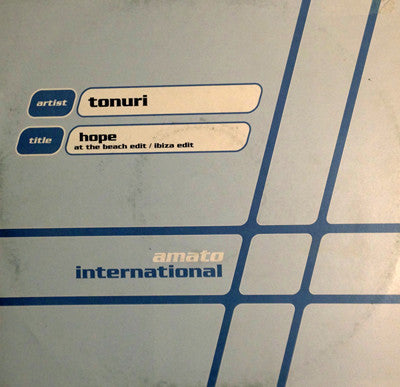 artist tonuri
title hope
at the beach edit / ibiza edit
amato
international